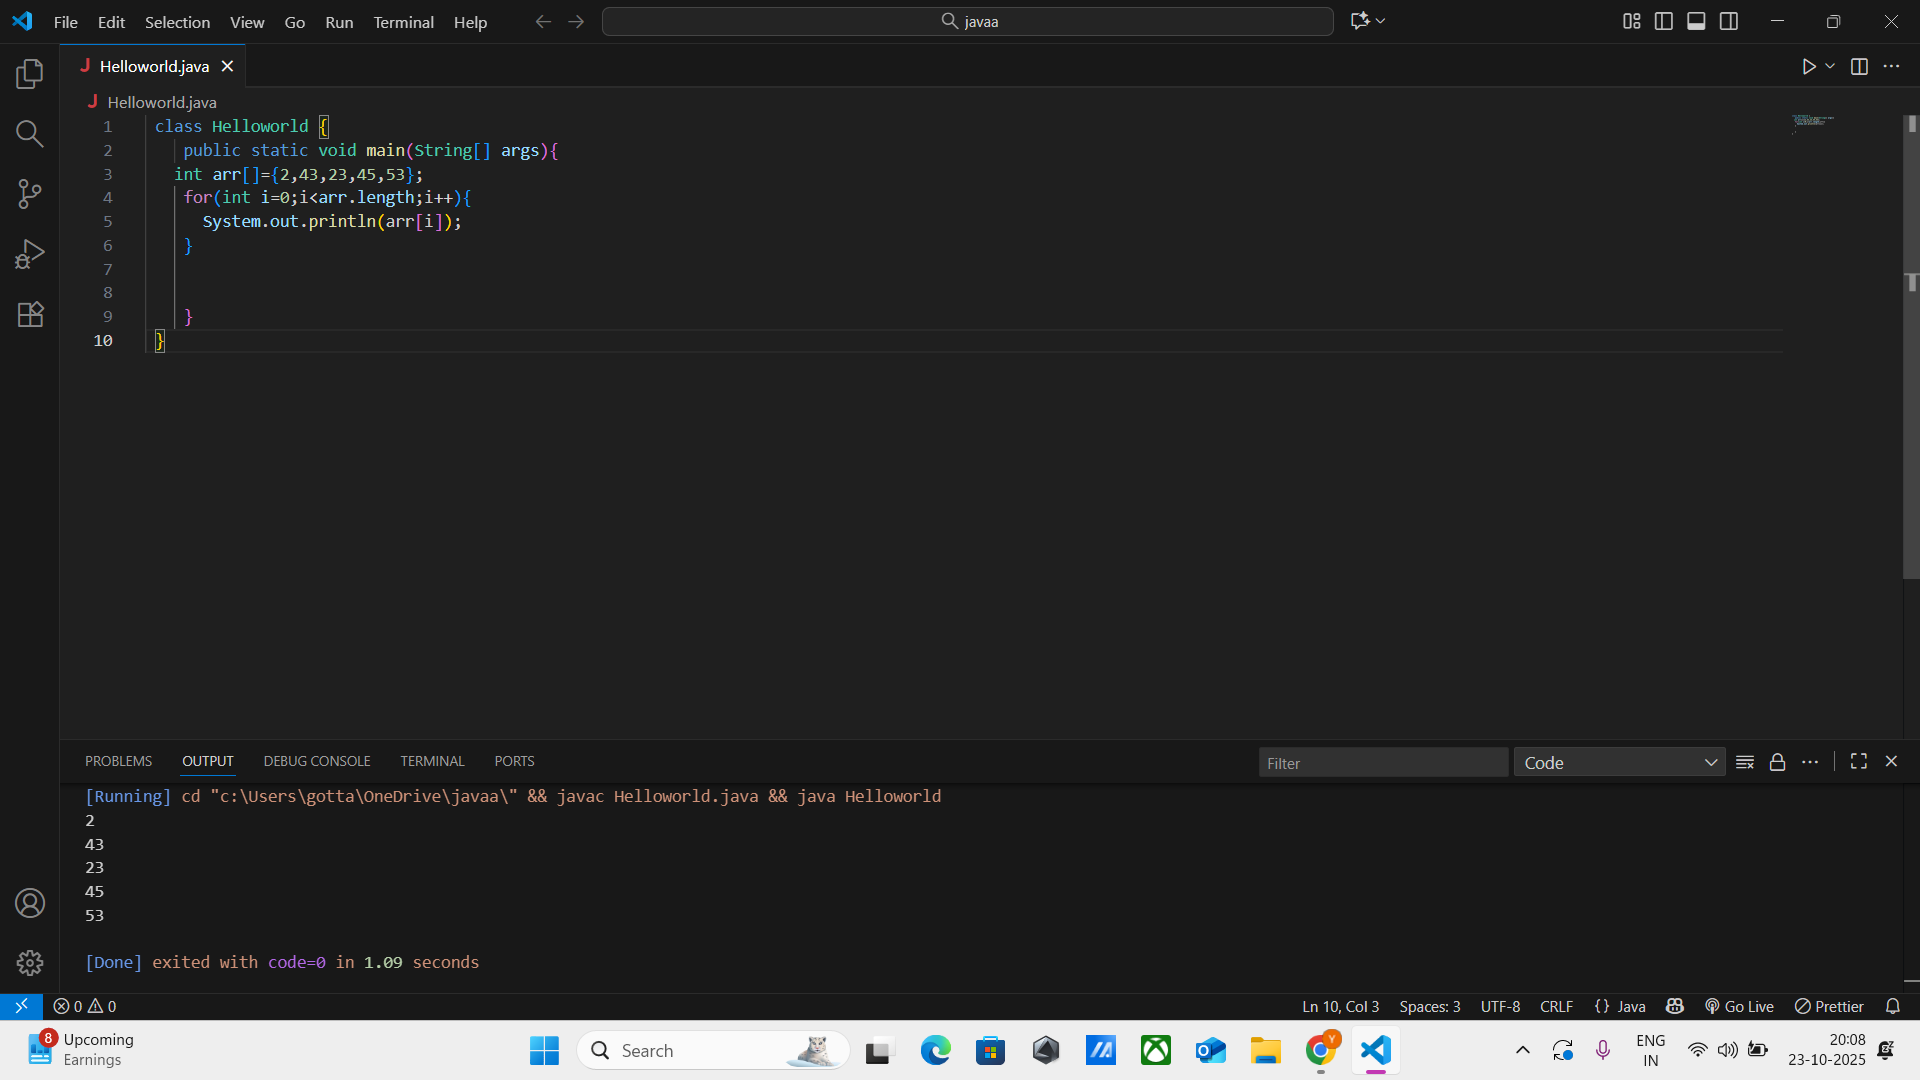 File Edit Selection View Go Run Terminal Help
javaa
Helloworld.java
Helloworld.java
1 class Helloworld {
2 public static void main(String[] args){
3 int arr[]={2,43,23,45,53};
4 for(int i=0;i<arr.length;i++){
5 System.out.println(arr[i]);
6 }
7
8
9 }
10 }
PROBLEMS OUTPUT DEBUG CONSOLE TERMINAL PORTS
Filter
Code
[Running] cd "c:\Users\gotta\OneDrive\javaa\" && javac Helloworld.java && java Helloworld
2
43
23
45
53
[Done] exited with code=0 in 1.09 seconds
0 0
Ln 10, Col 3 Spaces: 3 UTF-8 CRLF {} Java Go Live Prettier
8
Upcoming
Earnings
Search
Y
ENG
IN
20:08
23-10-2025